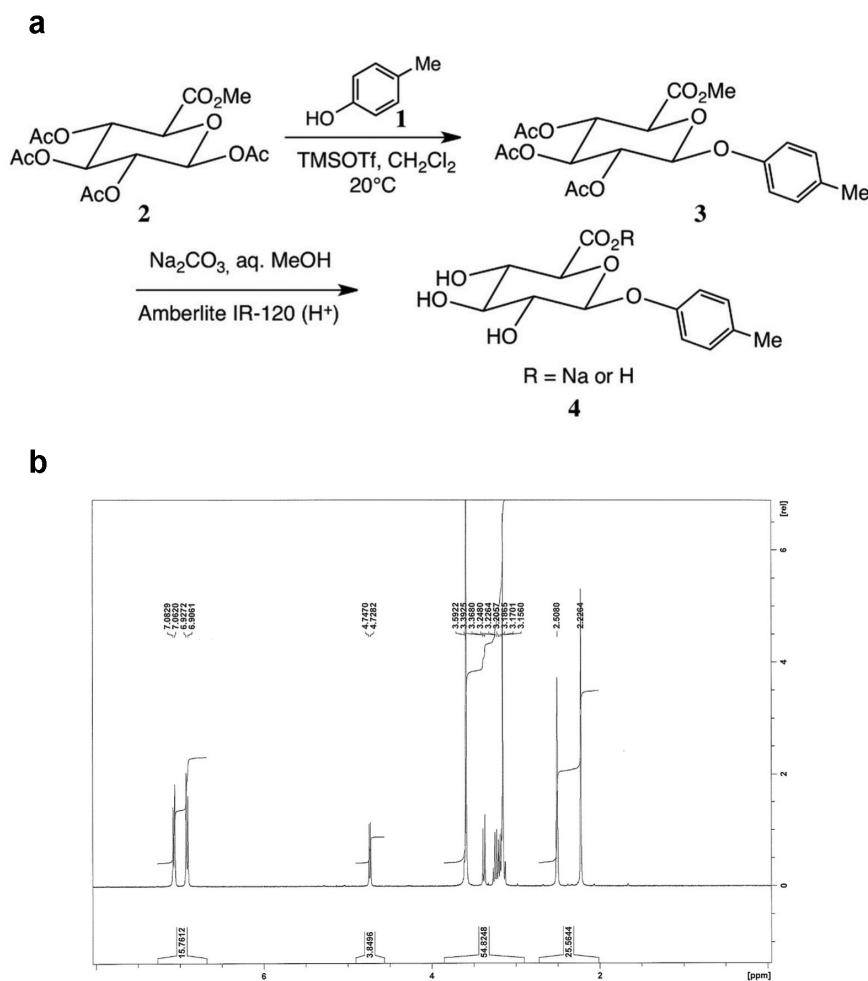 a
Me
HO
1
CO₂Me
AcO
O
AcO
OAc
AcO
2
TMSOTf, CH₂Cl₂
20°C
CO₂Me
AcO
O
AcO
O
AcO
Me
3
Na₂CO₃, aq. MeOH
Amberlite IR-120 (H⁺)
CO₂R
HO
O
HO
O
HO
Me
R = Na or H
4
b
[rel]
7.0829
7.0620
6.9272
6.9061
4.7470
4.7282
3.5922
3.3925
3.3680
3.2480
3.2264
3.2057
3.1865
3.1701
3.1560
2.5080
2.2264
6
4
2
0
15.7612
3.8496
54.8248
25.5644
6
4
2
[ppm]